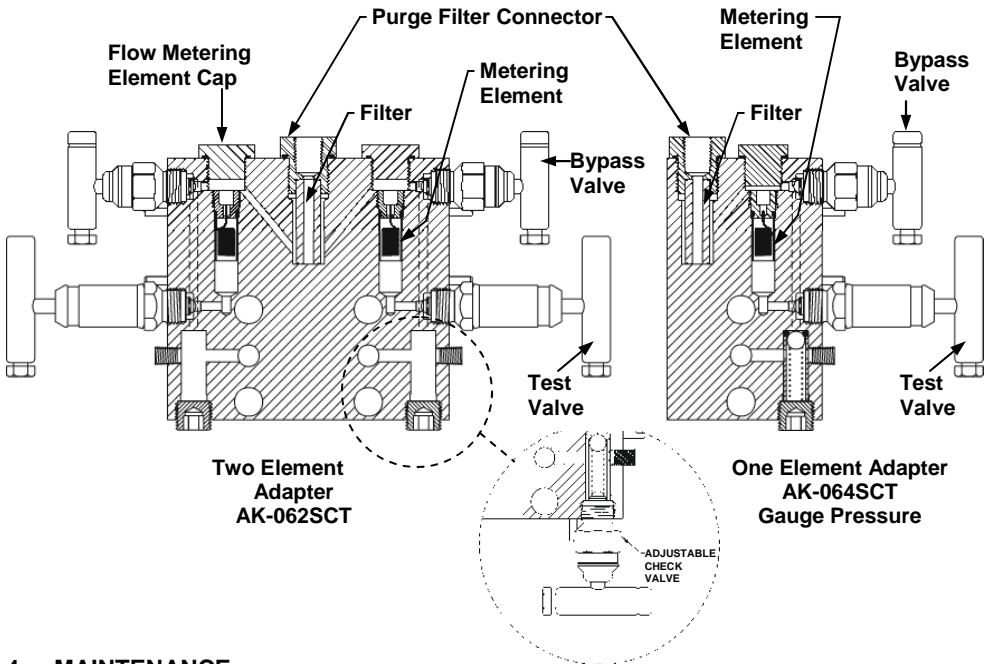 Purge Filter Connector
Metering
Element
Flow Metering
Element Cap
Metering
Element
Bypass
Valve
Filter
Filter
Bypass
Valve
Test
Valve
Test
Valve
Two Element
Adapter
AK-062SCT
One Element Adapter
AK-064SCT
Gauge Pressure
ADJUSTABLE
CHECK
VALVE
4 MAINTENANCE